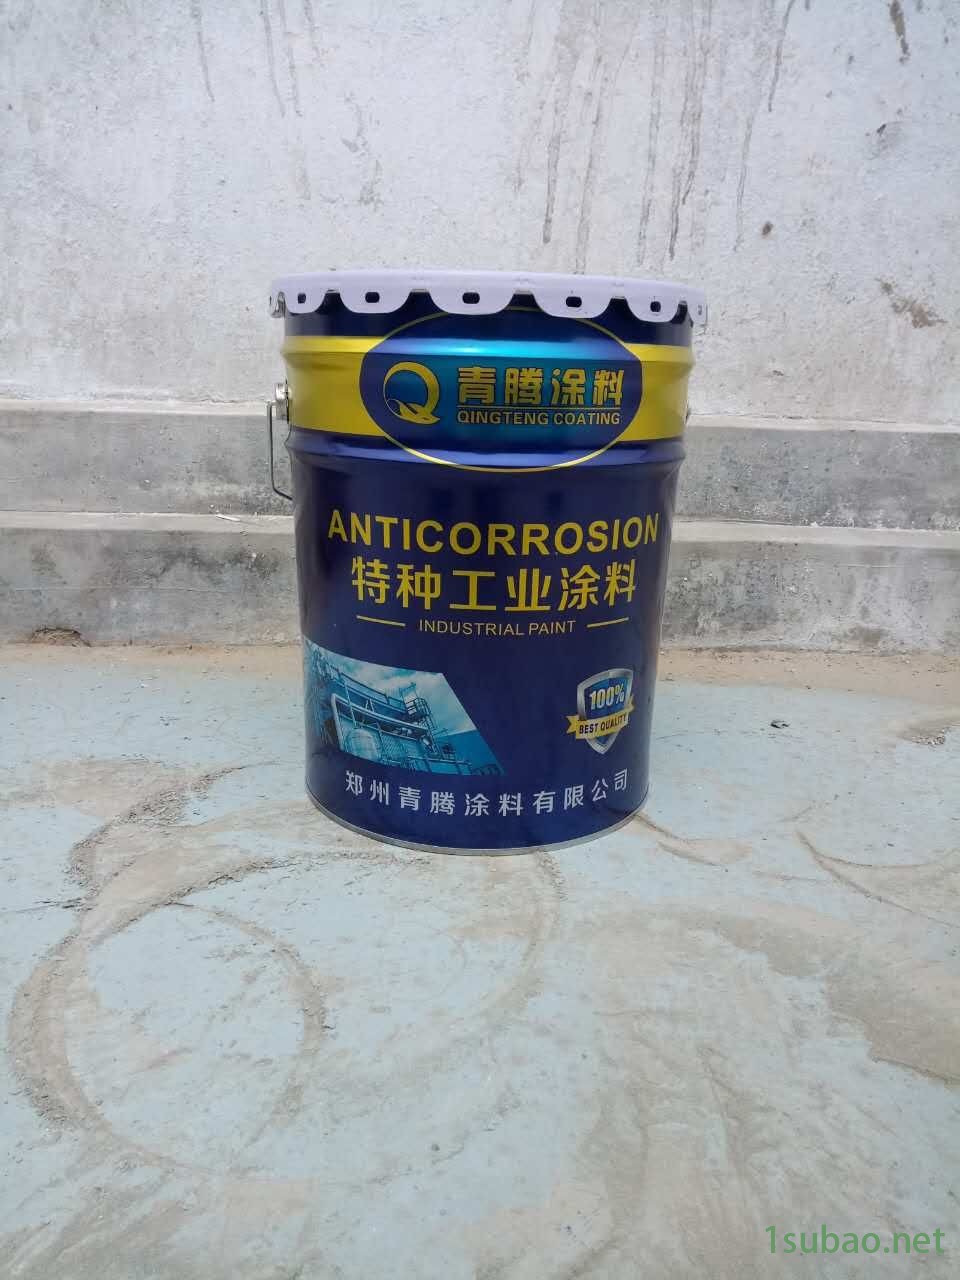 青腾涂料
QINGTENG COATING
ANTICORROSION
特种工业涂料
INDUSTRIAL PAINT
100%
BEST QUALITY
郑州青腾涂料有限公司
1subao.net